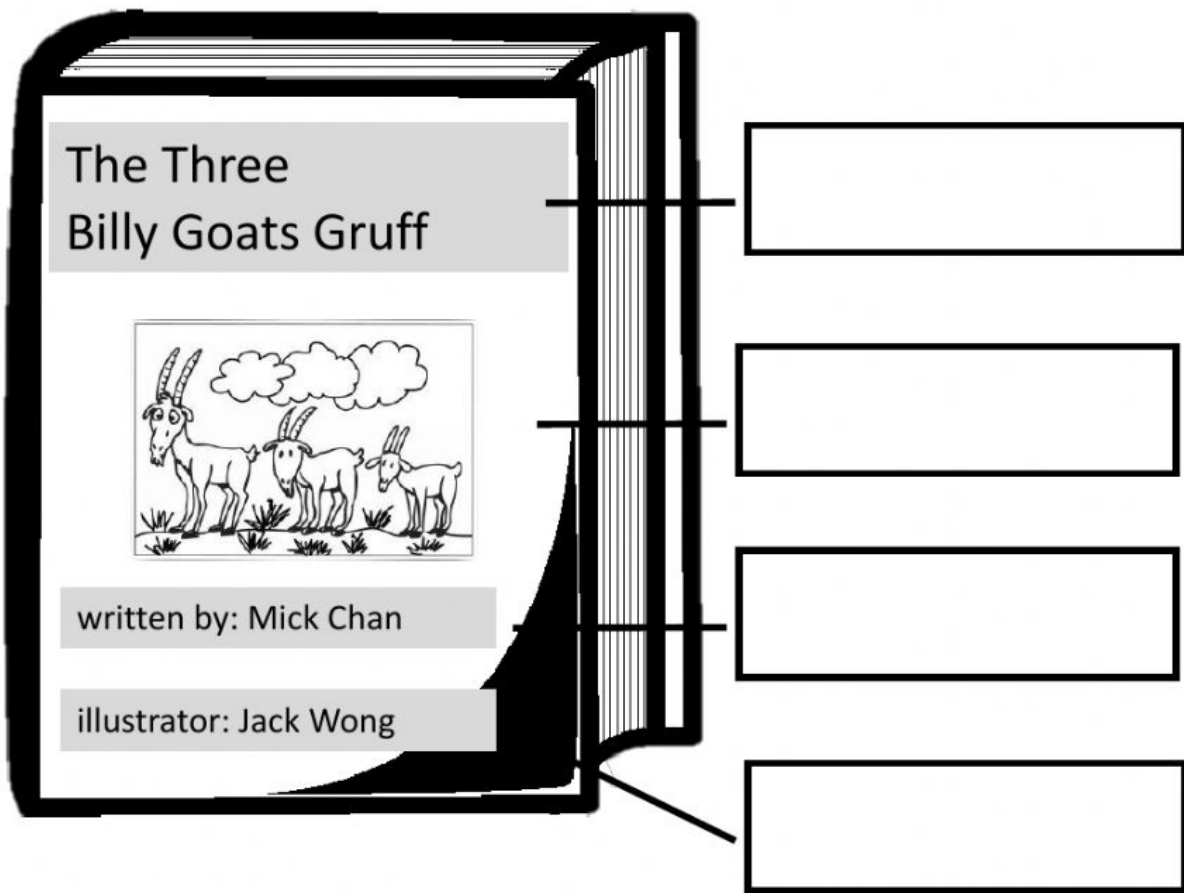 The Three
Billy Goats Gruff
written by: Mick Chan
illustrator: Jack Wong